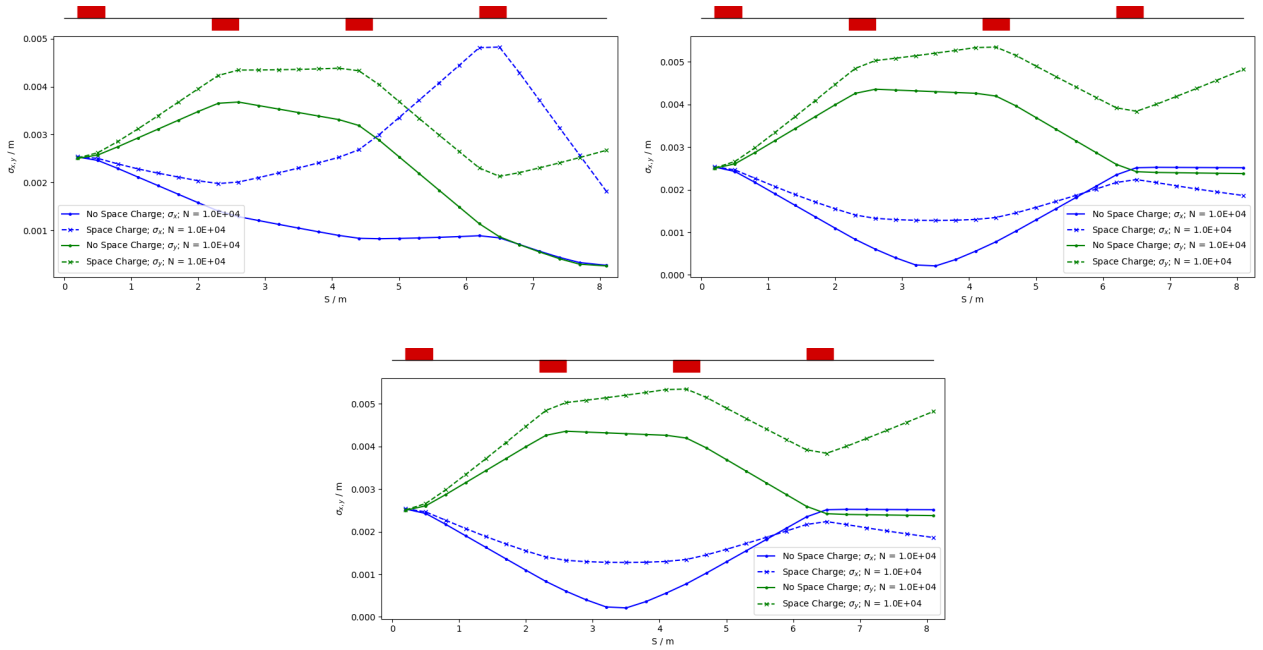 0.005
0.004
0.003
0.002
0.001
σx,y / m
No Space Charge; σx; N = 1.0E+04
Space Charge; σx; N = 1.0E+04
No Space Charge; σy; N = 1.0E+04
Space Charge; σy; N = 1.0E+04
0 1 2 3 4 5 6 7 8
S / m
0.005
0.004
0.003
0.002
0.001
0.000
σx,y / m
No Space Charge; σx; N = 1.0E+04
Space Charge; σx; N = 1.0E+04
No Space Charge; σy; N = 1.0E+04
Space Charge; σy; N = 1.0E+04
0 1 2 3 4 5 6 7 8
S / m
0.005
0.004
0.003
0.002
0.001
0.000
σx,y / m
No Space Charge; σx; N = 1.0E+04
Space Charge; σx; N = 1.0E+04
No Space Charge; σy; N = 1.0E+04
Space Charge; σy; N = 1.0E+04
0 1 2 3 4 5 6 7 8
S / m